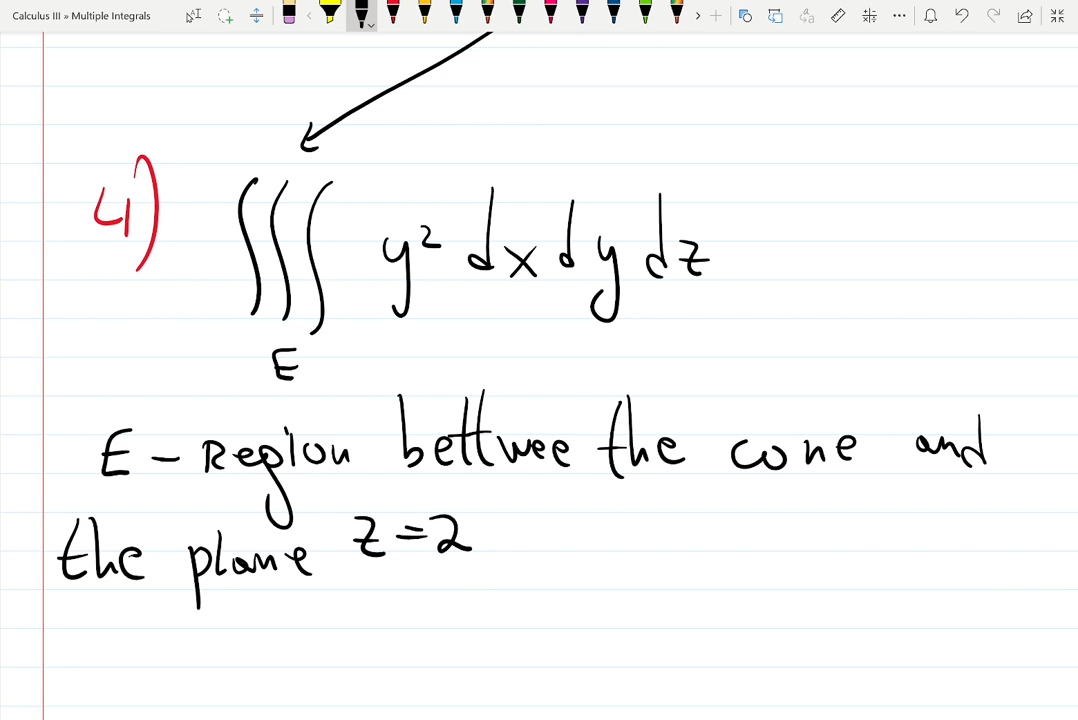 Calculus III » Multiple Integrals
4) ∫∫∫ y² dx dy dz
E
E - Region bettwee the cone and
the plane z = 2